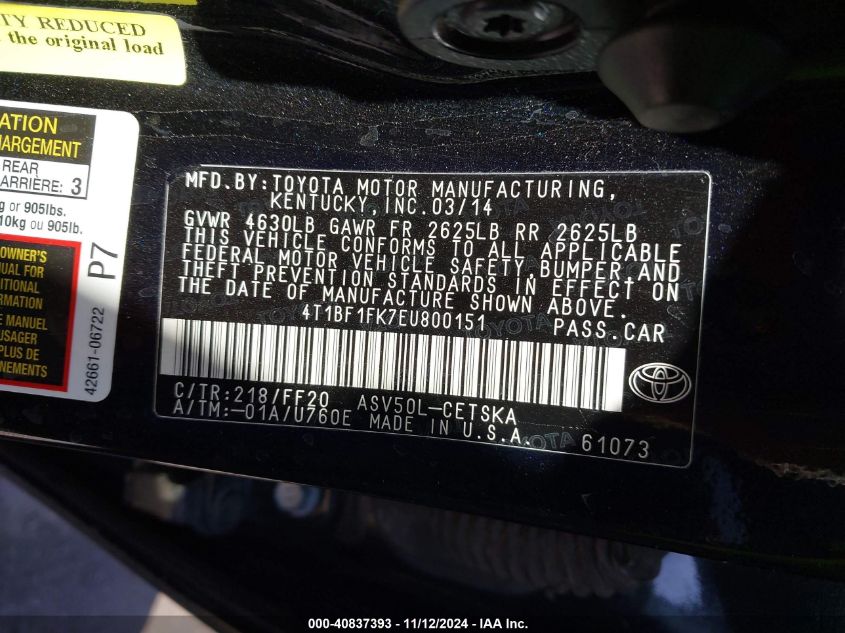 TY REDUCED
the original load
ATION
HARGEMENT
REAR
ARRIÈRE: 3
g or 905lbs.
10kg ou 905lb.
OWNER'S
UAL FOR
DITIONAL
RMATION
E MANUEL
USAGER
PLUS DE
NEMENTS
P7
42661-06722
MFD.BY:TOYOTA MOTOR MANUFACTURING,
KENTUCKY,INC.03/14
GVWR 4630LB GAWR FR 2625LB RR 2625LB
THIS VEHICLE CONFORMS TO ALL APPLICABLE
FEDERAL MOTOR VEHICLE SAFETY,BUMPER,AND
THEFT PREVENTION STANDARDS IN EFFECT ON
THE DATE OF MANUFACTURE SHOWN ABOVE.
4T1BF1FK7EU800151 PASS.CAR
C/TR:218/FF20 ASV50L-CETSKA
A/TM:-01A/U760E MADE IN U.S.A. 61073
000-40837393 - 11/12/2024 - IAA Inc.